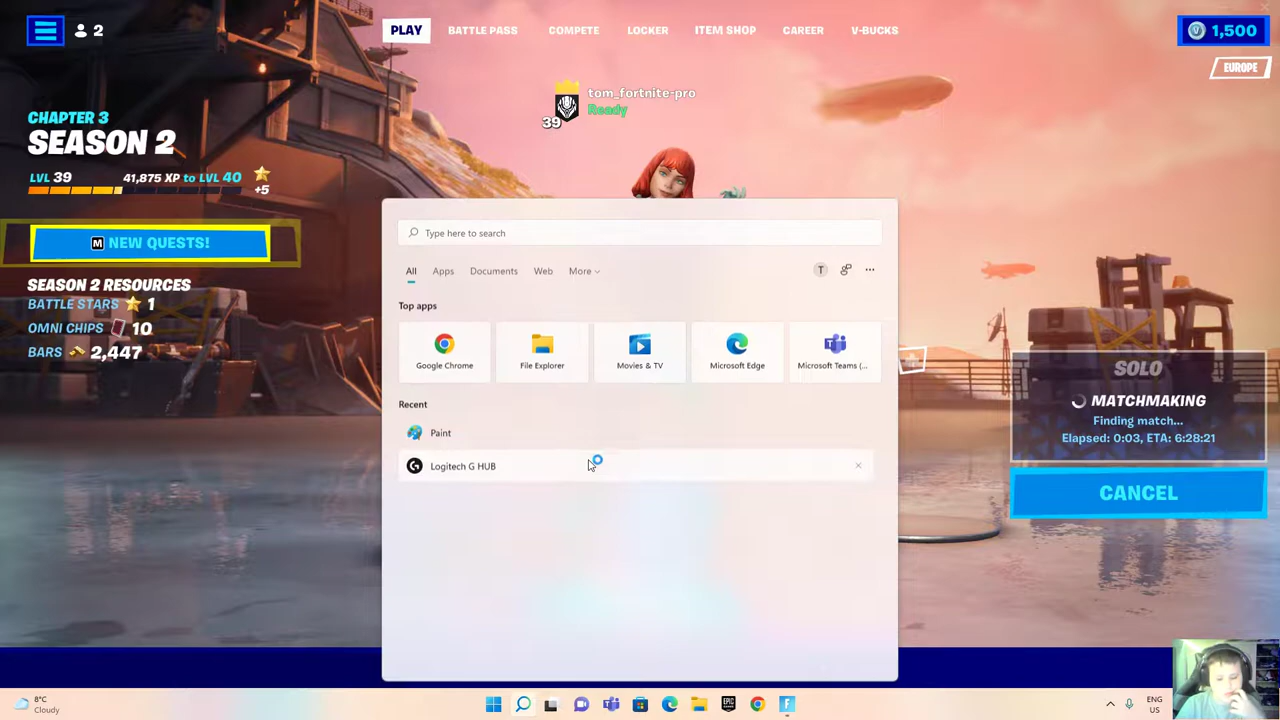 2
PLAY
BATTLE PASS
COMPETE
LOCKER
ITEM SHOP
CAREER
V-BUCKS
V 1,500
EUROPE
tom_fortnite-pro
Ready
39
CHAPTER 3
SEASON 2
LVL 39
41,875 XP to LVL 40
+5
M NEW QUESTS!
SEASON 2 RESOURCES
BATTLE STARS 1
OMNI CHIPS 10
BARS 2,447
Type here to search
All
Apps
Documents
Web
More
T
Top apps
Google Chrome
File Explorer
Movies & TV
Microsoft Edge
Microsoft Teams (...
Recent
Paint
Logitech G HUB
SOLO
MATCHMAKING
Finding match...
Elapsed: 0:03, ETA: 6:28:21
CANCEL
8°C
Cloudy
EPIC
F
ENG
US